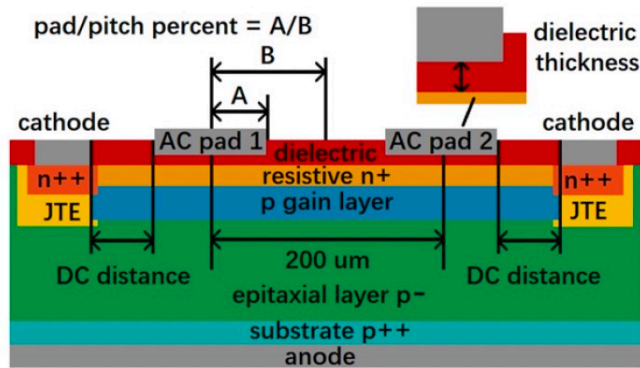 pad/pitch percent = A/B
dielectric
thickness
B
A
cathode
AC pad 1
AC pad 2
cathode
dielectric
n++
resistive n+
n++
JTE
p gain layer
JTE
DC distance
200 um
DC distance
epitaxial layer p-
substrate p++
anode